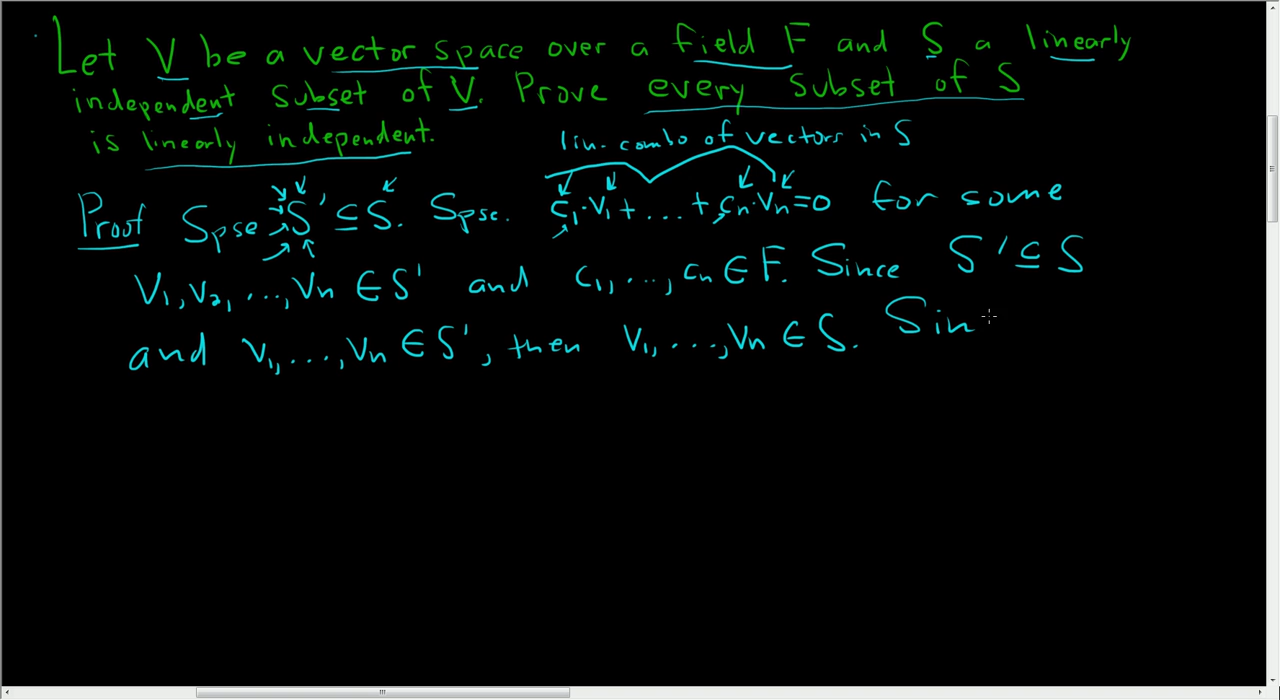 Let V be a vector space over a field F and S a linearly
independent subset of V. Prove every subset of S
is linearly independent.
lin. combo of vectors in S
Proof Spse S' ⊆ S. Spse. c₁·v₁+...+cₙ·vₙ=0 for some
v₁,v₂,...,vₙ ∈ S' and c₁,...,cₙ ∈ F. Since S' ⊆ S
and v₁,...,vₙ ∈ S', then v₁,...,vₙ ∈ S. Sin